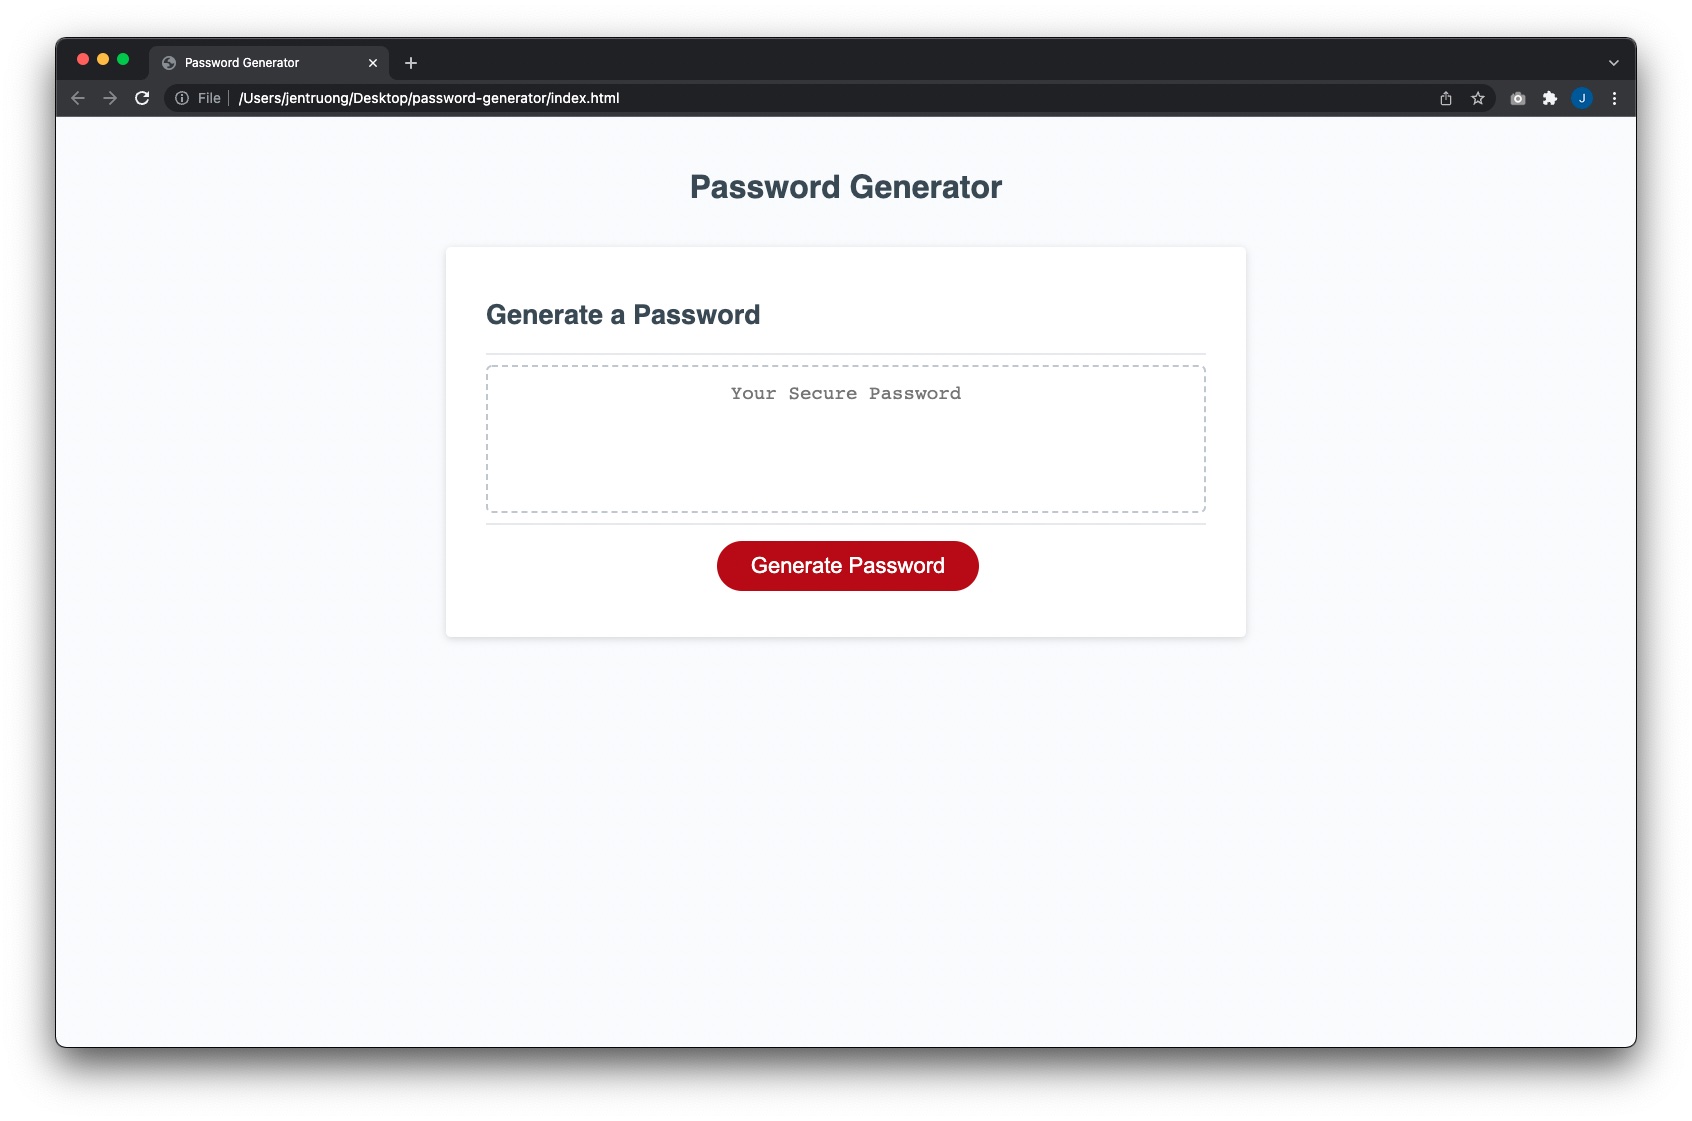 Password Generator
File
/Users/jentruong/Desktop/password-generator/index.html
J
Password Generator
Generate a Password
Your Secure Password
Generate Password